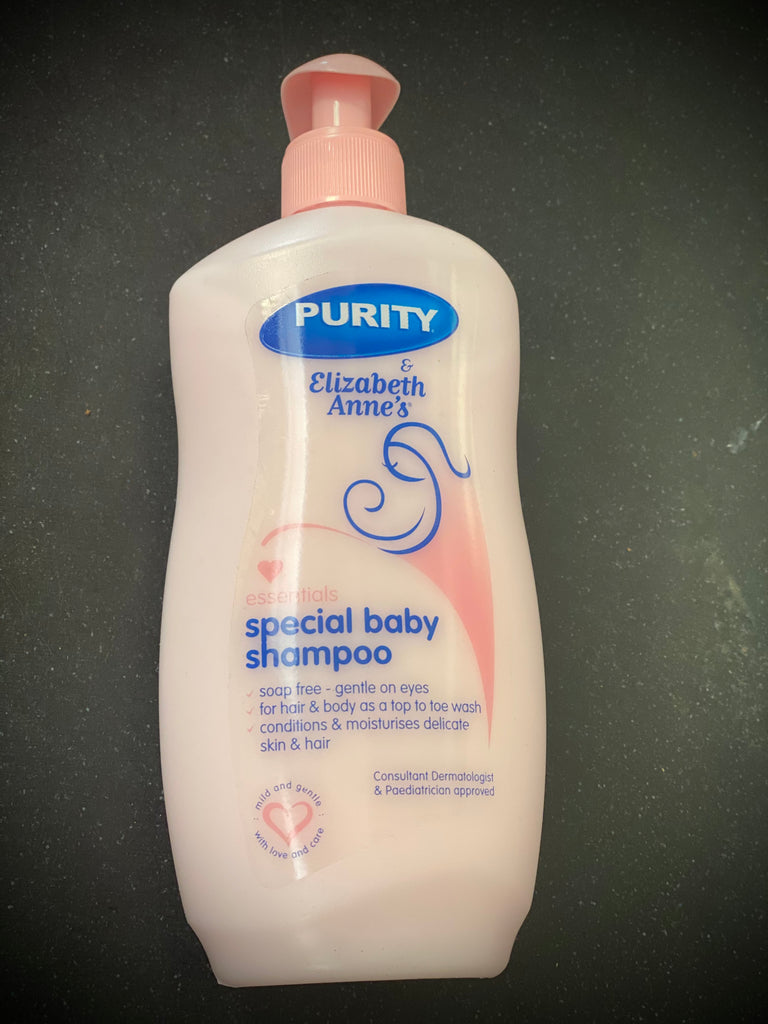 PURITY
&
Elizabeth
Anne's®
essentials
special baby
shampoo
soap free - gentle on eyes
for hair & body as a top to toe wash
conditions & moisturises delicate
skin & hair
Consultant Dermatologist
& Paediatrician approved
mild and gentle
with love and care